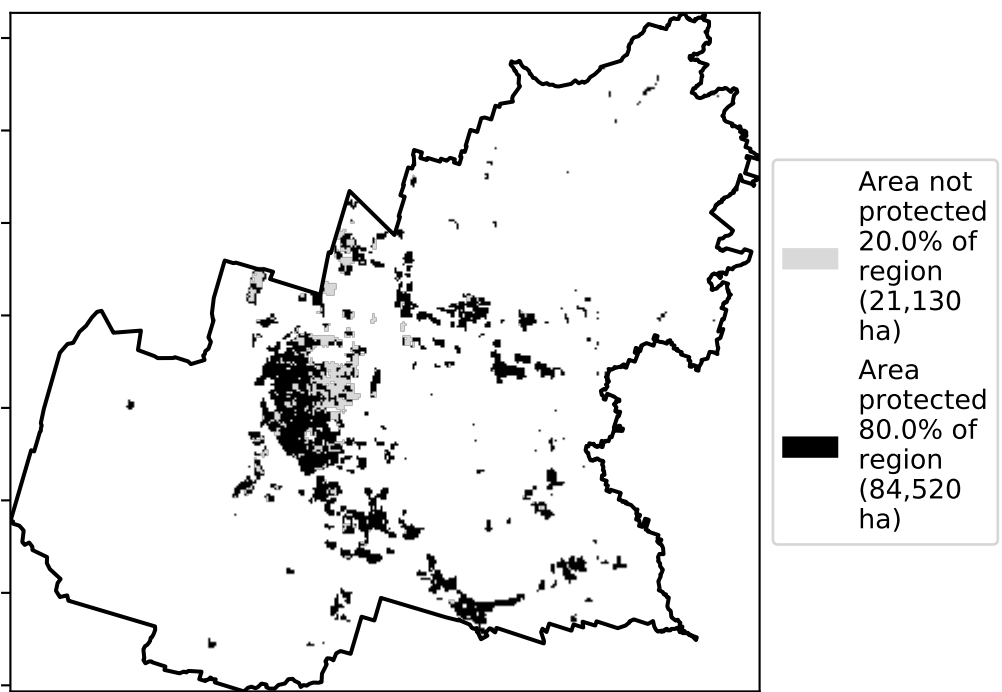 Area not
protected
20.0% of
region
(21,130
ha)
Area
protected
80.0% of
region
(84,520
ha)